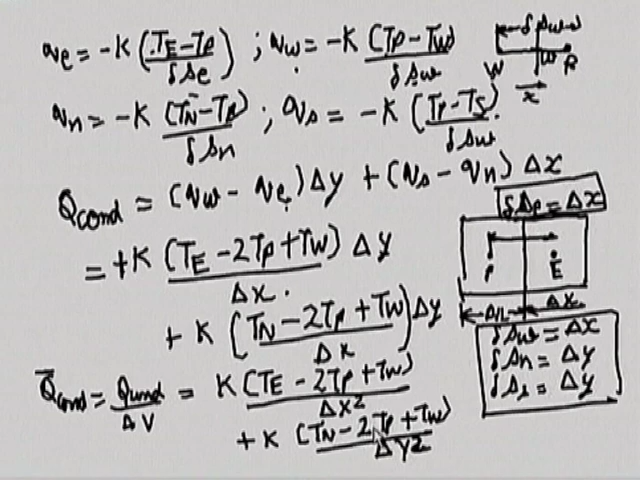 qe = -K (TE - TP / δse) ; qw = -K (TP - TW) / δsw
qn = -K (TN - TP) / δsn ; qs = -K (TP - TS) / δsw
Qcond = (qw - qe) Δy + (qs - qn) Δx
= +K (TE - 2TP + TW) / Δx . Δy
+ K (TN - 2TP + TW) / Δx Δy
Q̄cond = Qcond / ΔV = K (TE - 2TP + TW) / Δx²
+ K (TN - 2TP + TW) / Δy²
δsw
W w P
x
δse = Δx
P E
Δx Δx
δsw = Δx
δsn = Δy
δss = Δy